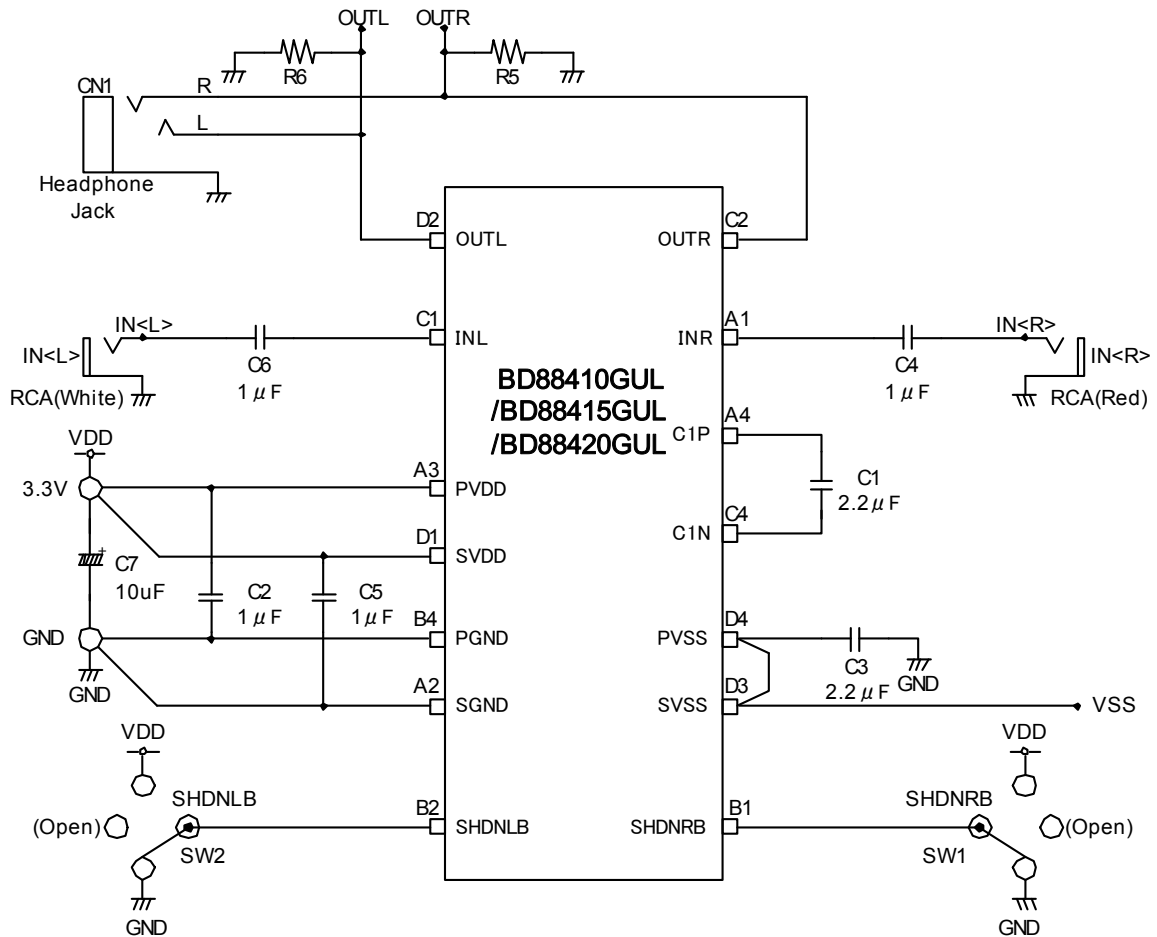 OUTL OUTR
R6 R5
CN1 R
L
Headphone
Jack
D2 C2
OUTL OUTR
IN<L> C1 A1 IN<R>
IN<L> INL INR IN<R>
C6 C4
1μF 1μF
RCA(White) RCA(Red)
BD88410GUL
/BD88415GUL
/BD88420GUL
A4
C1P
VDD
A3
3.3V PVDD
C1
2.2μF
C4
C1N
D1
SVDD
+
C7
10uF
C2 C5
1μF 1μF
B4 D4
GND PGND PVSS
C3
2.2μF
GND
GND
A2 D3
SGND SVSS VSS
VDD VDD
SHDNLB SHDNRB
B2 B1
(Open) SHDNLB SHDNRB (Open)
SW2 SW1
GND GND